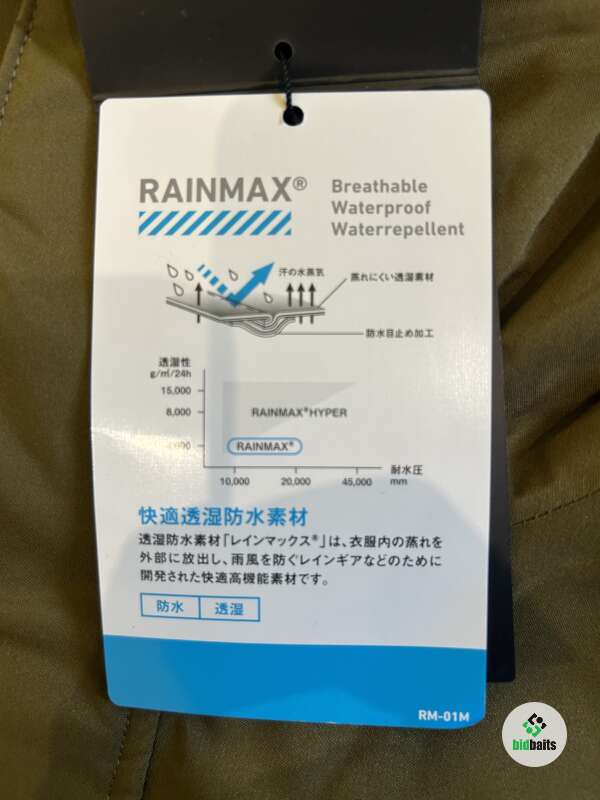 RAINMAX®
Breathable
Waterproof
Waterrepellent
汗の水蒸気
蒸れにくい透湿素材
防水目止め加工
透湿性
g/㎡/24h
15,000
8,000
RAINMAX®HYPER
RAINMAX®
耐水圧
10,000 20,000 45,000 mm
快適透湿防水素材
透湿防水素材「レインマックス®」は、衣服内の蒸れを
外部に放出し、雨風を防ぐレインギアなどのために
開発された快適高機能素材です。
防水 透湿
RM-01M
bidbaits